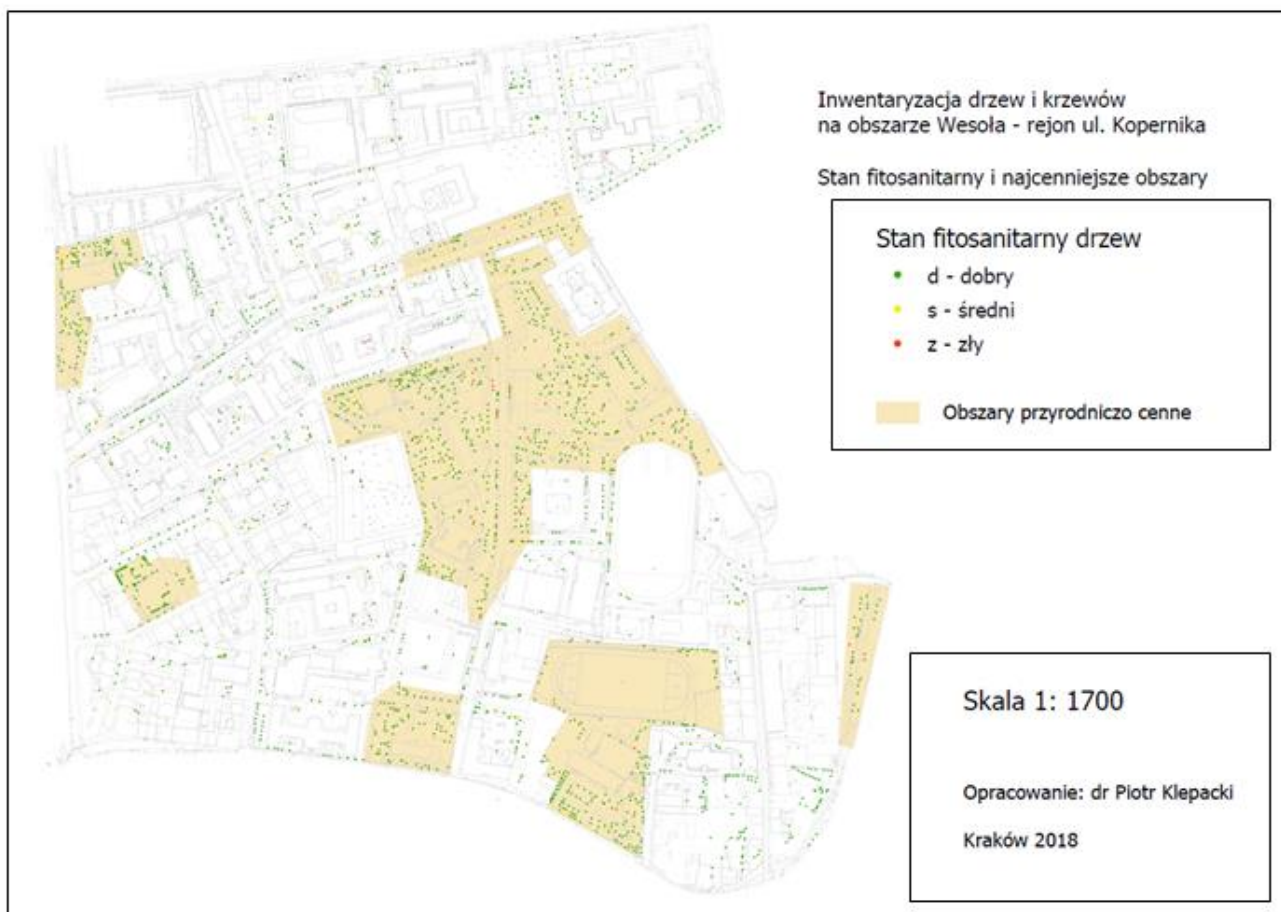 Inwentaryzacja drzew i krzewów
na obszarze Wesoła - rejon ul. Kopernika
Stan fitosanitarny i najcenniejsze obszary
Stan fitosanitarny drzew
d - dobry
s - średni
z - zły
Obszary przyrodniczo cenne
Skala 1: 1700
Opracowanie: dr Piotr Klepacki
Kraków 2018